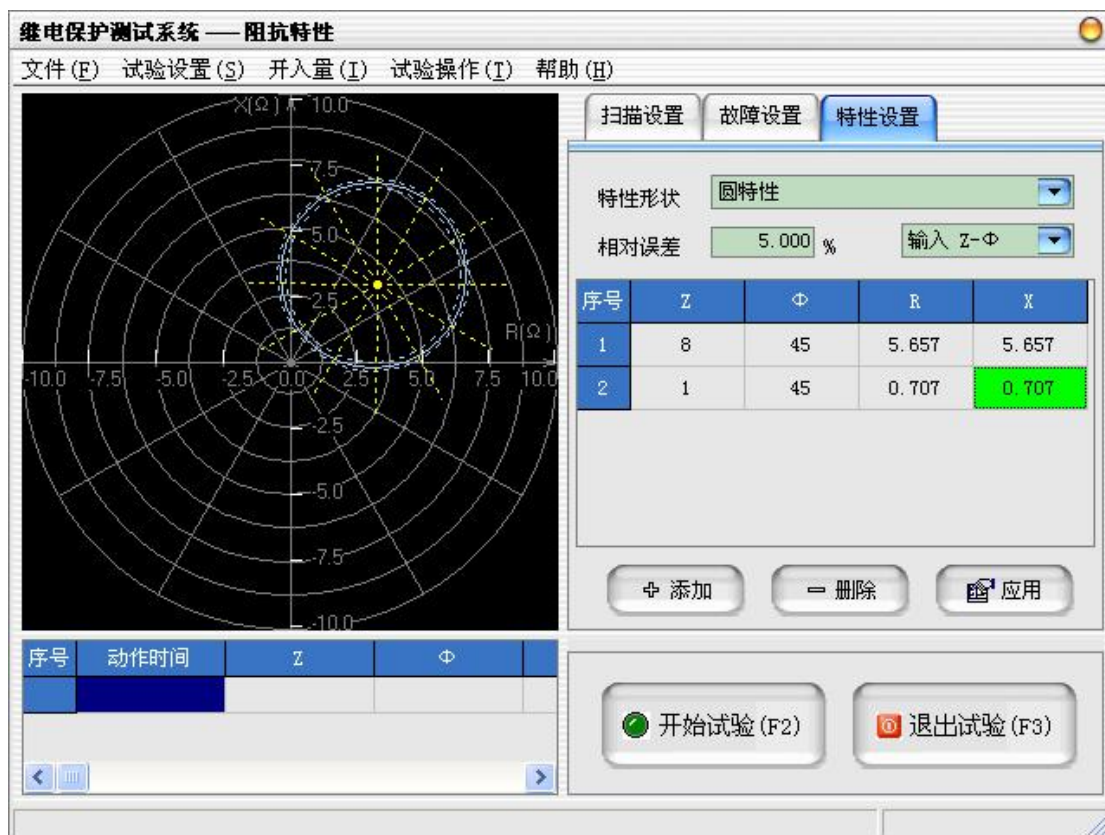 继电保护测试系统 —— 阻抗特性
文件(F) 试验设置(S) 开入量(I) 试验操作(T) 帮助(H)
X(Ω) 10.0
7.5
5.0
2.5
R(Ω)
-10.0 -7.5 -5.0 -2.5 0.0 2.5 5.0 7.5 10.0
-2.5
-5.0
-7.5
-10.0
扫描设置 故障设置 特性设置
特性形状 圆特性
相对误差 5.000 % 输入 Z-Φ
序号 Z Φ R X
1 8 45 5.657 5.657
2 1 45 0.707 0.707
添加 删除 应用
序号 动作时间 Z Φ
开始试验(F2) 退出试验(F3)